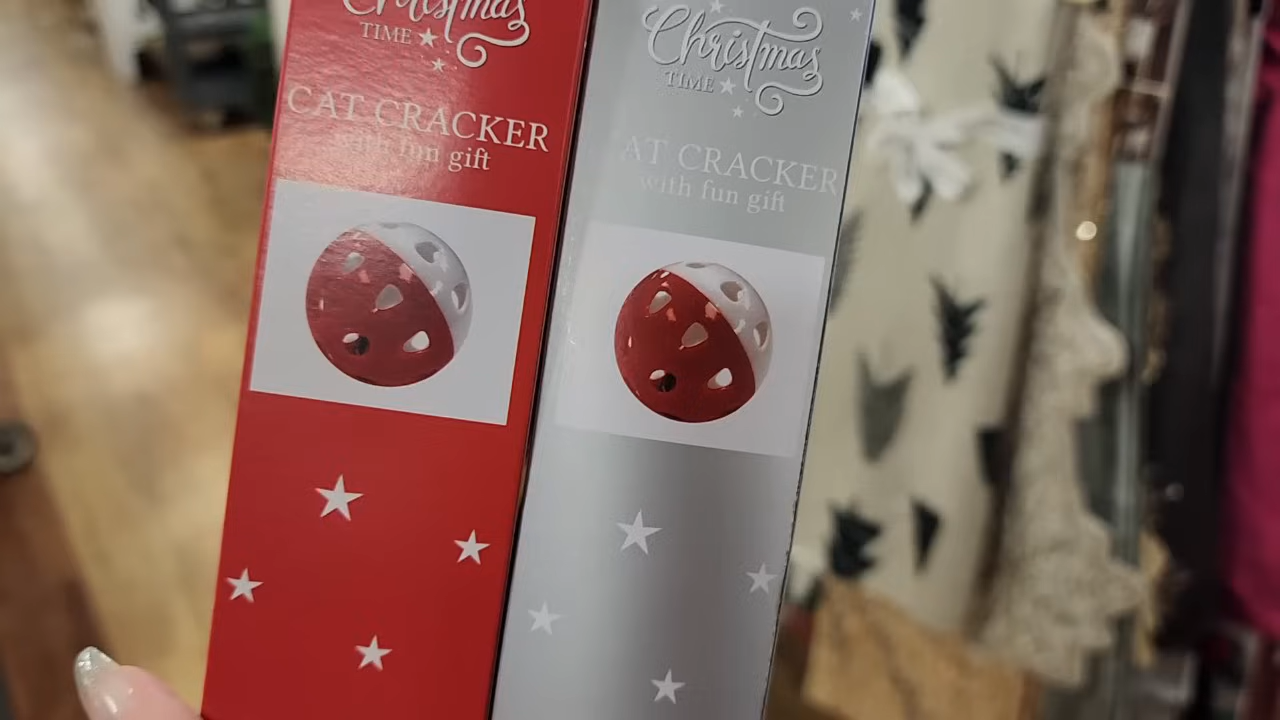 Christmas
TIME
CAT CRACKER
with fun gift
Christmas
TIME
AT CRACKER
with fun gift